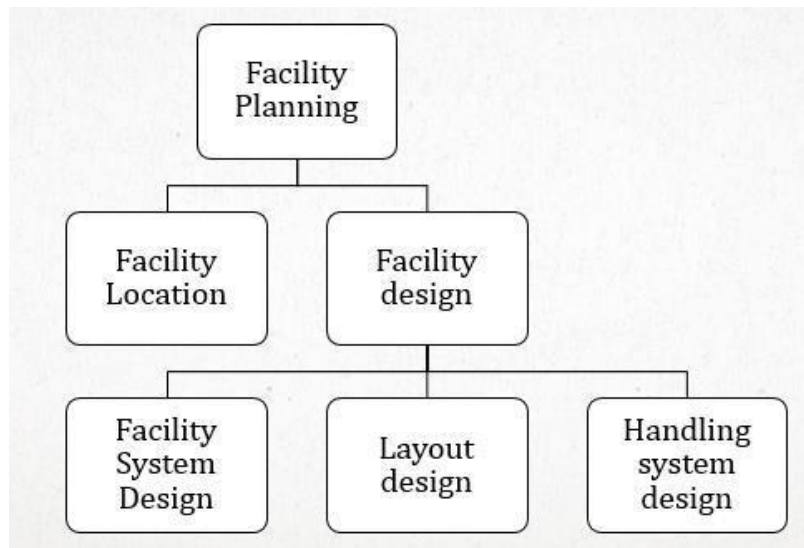 Facility
Planning
Facility
Location
Facility
design
Facility
System
Design
Layout
design
Handling
system
design